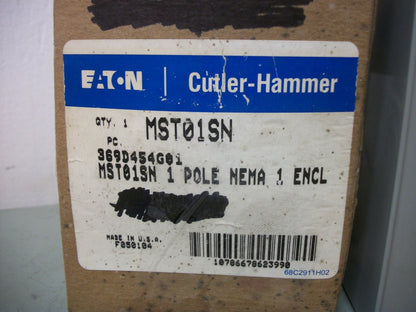 EATON | Cutler-Hammer
QTY. 1 MST01SN
PC.
369D454G01
MST01SN 1 POLE NEMA 1 ENCL
MADE IN U.S.A.
F050104
10786678623990
68C2911H02